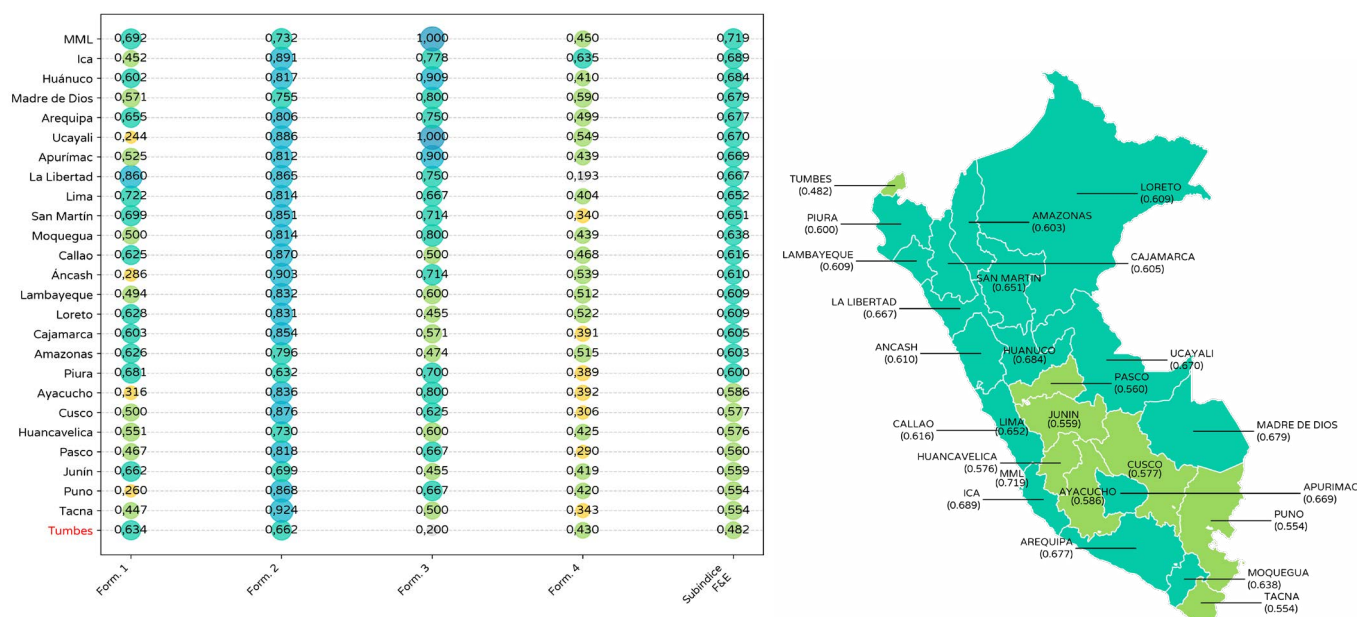 MML 0,692 0,732 1,000 0,450 0,719
Ica 0,452 0,891 0,778 0,635 0,689
Huánuco 0,602 0,817 0,909 0,410 0,684
Madre de Dios 0,571 0,755 0,800 0,590 0,679
Arequipa 0,655 0,806 0,750 0,499 0,677
Ucayali 0,244 0,886 1,000 0,549 0,670
Apurímac 0,525 0,812 0,900 0,439 0,669
La Libertad 0,860 0,865 0,750 0,193 0,667
Lima 0,722 0,814 0,667 0,404 0,652
San Martín 0,699 0,851 0,714 0,340 0,651
Moquegua 0,500 0,814 0,800 0,439 0,638
Callao 0,625 0,870 0,500 0,468 0,616
Áncash 0,286 0,903 0,714 0,539 0,610
Lambayeque 0,494 0,832 0,600 0,512 0,609
Loreto 0,628 0,831 0,455 0,522 0,609
Cajamarca 0,603 0,854 0,571 0,391 0,605
Amazonas 0,626 0,796 0,474 0,515 0,603
Piura 0,681 0,632 0,700 0,389 0,600
Ayacucho 0,316 0,836 0,800 0,392 0,586
Cusco 0,500 0,876 0,625 0,306 0,577
Huancavelica 0,551 0,730 0,600 0,425 0,576
Pasco 0,467 0,818 0,667 0,290 0,560
Junín 0,662 0,699 0,455 0,419 0,559
Puno 0,260 0,868 0,667 0,420 0,554
Tacna 0,447 0,924 0,500 0,343 0,554
Tumbes 0,634 0,662 0,200 0,430 0,482
Form. 1 Form. 2 Form. 3 Form. 4 Subíndice
F&E
TUMBES
(0.482)
LORETO
(0.609)
PIURA
(0.600)
AMAZONAS
(0.603)
LAMBAYEQUE
(0.609)
CAJAMARCA
(0.605)
SAN MARTIN
(0.651)
LA LIBERTAD
(0.667)
ANCASH
(0.610)
HUANUCO
(0.684)
UCAYALI
(0.670)
PASCO
(0.560)
JUNIN
(0.559)
CALLAO
(0.616)
LIMA
(0.652)
MADRE DE DIOS
(0.679)
HUANCAVELICA
(0.576)
MML
(0.719)
CUSCO
(0.577)
ICA
(0.689)
AYACUCHO
(0.586)
APURIMAC
(0.669)
PUNO
(0.554)
AREQUIPA
(0.677)
MOQUEGUA
(0.638)
TACNA
(0.554)